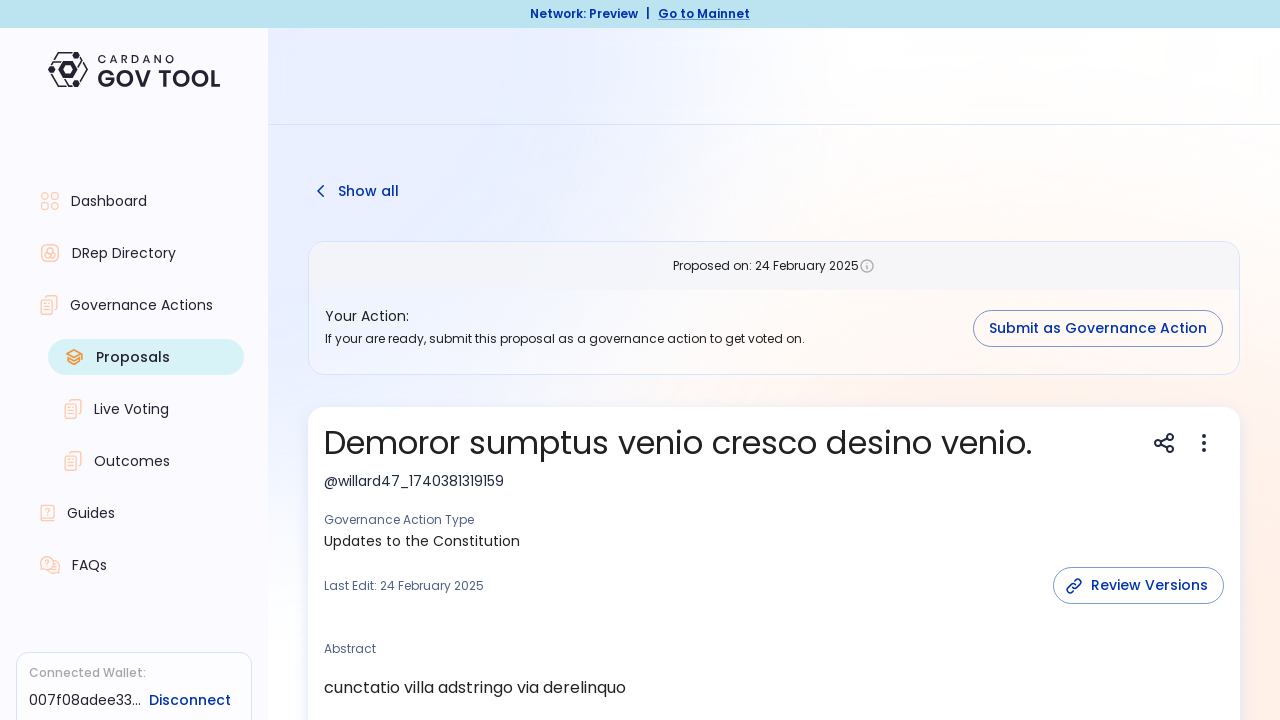 Network: Preview | Go to Mainnet
CARDANO
GOV TOOL
Dashboard
DRep Directory
Governance Actions
Proposals
Live Voting
Outcomes
Guides
FAQs
Connected Wallet:
007f08adee33... Disconnect
Show all
Proposed on: 24 February 2025
Your Action:
If your are ready, submit this proposal as a governance action to get voted on.
Submit as Governance Action
Demoror sumptus venio cresco desino venio.
@willard47_1740381319159
Governance Action Type
Updates to the Constitution
Last Edit: 24 February 2025
Review Versions
Abstract
cunctatio villa adstringo via derelinquo